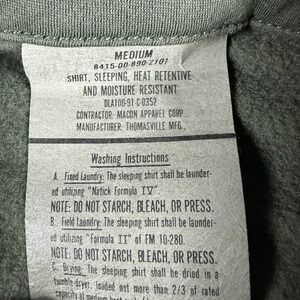 MEDIUM
8415-00-890-2101
SHIRT, SLEEPING, HEAT RETENTIVE
AND MOISTURE RESISTANT
DLA100-91-C-0352
CONTRACTOR: MACON APPAREL CORP.
MANUFACTURER: THOMASVILLE MFG.
Washing Instructions
A. Fixed Laundry: The sleeping shirt shall be launder-
ed utilizing "Natick Formula IV".
NOTE: DO NOT STARCH, BLEACH, OR PRESS.
B. Field Laundry: The sleeping shirt shall be launder-
ed utilizing "Formula II" of FM 10-280.
NOTE: DO NOT STARCH, BLEACH, OR PRESS.
C. Drying: The sleeping shirt shall be dried in a
tumble dryer, loaded not more than 2/3 of rated
capacity at medium heat